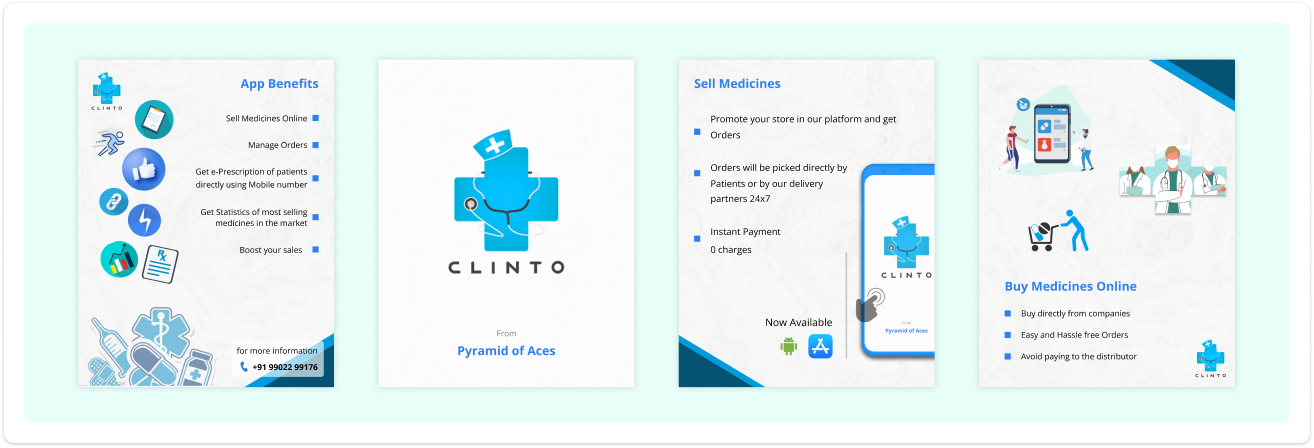 CLINTO
App Benefits
Sell Medicines Online
Manage Orders
Get e-Prescription of patients
directly using Mobile number
Get Statistics of most selling
medicines in the market
Boost your sales
Rx
for more information
+91 99022 99176
CLINTO
From
Pyramid of Aces
Sell Medicines
Promote your store in our platform and get
Orders
Orders will be picked directly by
Patients or by our delivery
partners 24x7
Instant Payment
0 charges
Now Available
CLINTO
From
Pyramid of Aces
Buy Medicines Online
Buy directly from companies
Easy and Hassle free Orders
Avoid paying to the distributor
CLINTO